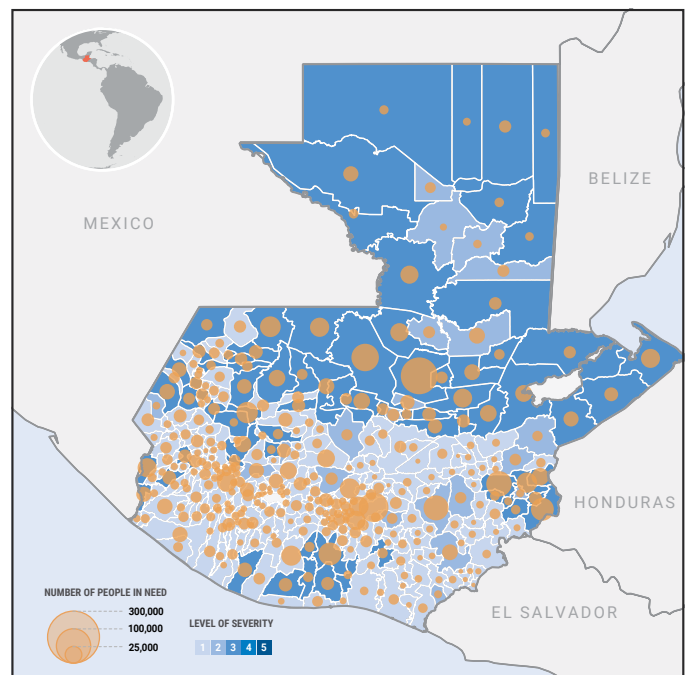 BELIZE
MEXICO
HONDURAS
EL SALVADOR
NUMBER OF PEOPLE IN NEED
300,000
100,000
25,000
LEVEL OF SEVERITY
1 2 3 4 5